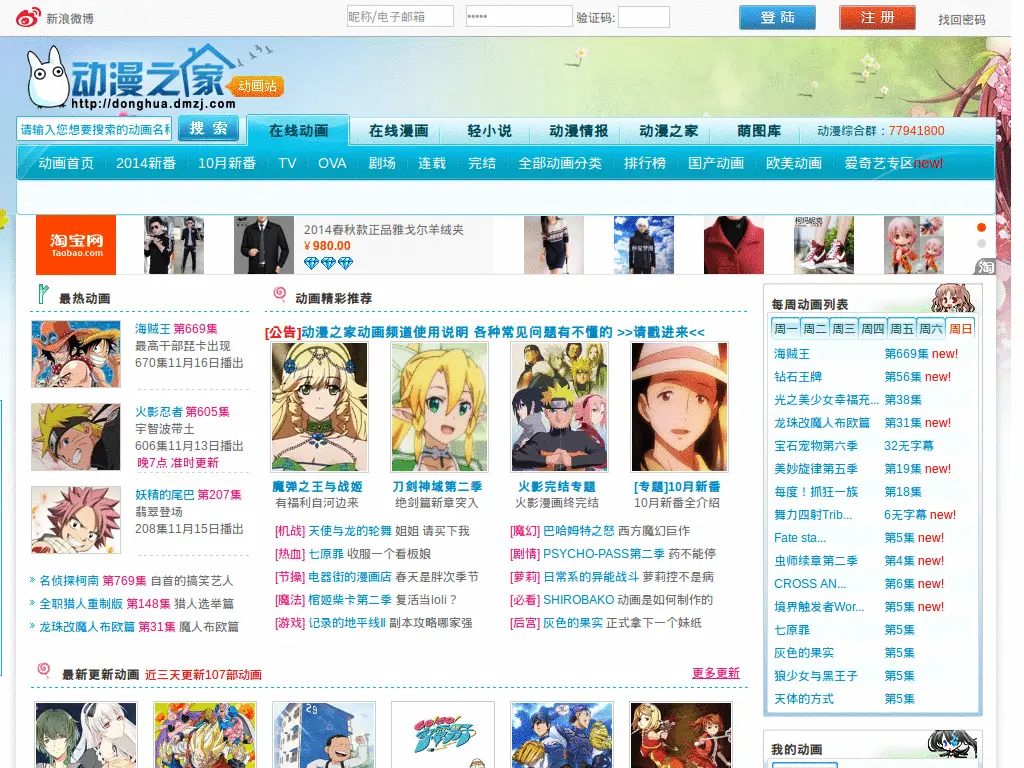 新浪微博
昵称/电子邮箱
•••••
验证码:
登 陆
注 册
找回密码
动漫之家
动画站
http://donghua.dmzj.com
请输入您想要搜索的动画名称
搜 索
在线动画
在线漫画
轻小说
动漫情报
动漫之家
萌图库
动漫综合群：77941800
动画首页
2014新番
10月新番
TV
OVA
剧场
连载
完结
全部动画分类
排行榜
国产动画
欧美动画
爱奇艺专区new!
淘宝网
Taobao.com
2014春秋款正品雅戈尔羊绒夹
¥ 980.00
淘
最热动画
海贼王 第669集
最高干部琵卡出现
670集11月16日播出
火影忍者 第605集
宇智波带土
606集11月13日播出
晚7点 准时更新
妖精的尾巴 第207集
翡翠登场
208集11月15日播出
名侦探柯南 第769集 自首的搞笑艺人
全职猎人重制版 第148集 猎人选举篇
龙珠改魔人布欧篇 第31集 魔人布欧篇
动画精彩推荐
[公告]动漫之家动画频道使用说明 各种常见问题有不懂的 >>请戳进来<<
魔弹之王与战姬
有福利自河边来
刀剑神域第二季
绝剑篇新章突入
火影完结专题
火影漫画终完结
[专题]10月新番
10月新番全介绍
[机战] 天使与龙的轮舞 姐姐 请买下我
[热血] 七原罪 收服一个看板娘
[节操] 电器街的漫画店 春天是胖次季节
[魔法] 棺姬柴卡第二季 复活当loli？
[游戏] 记录的地平线Ⅱ 副本攻略哪家强
[魔幻] 巴哈姆特之怒 西方魔幻巨作
[剧情] PSYCHO-PASS第二季 药不能停
[萝莉] 日常系的异能战斗 萝莉控不是病
[必看] SHIROBAKO 动画是如何制作的
[后宫] 灰色的果实 正式拿下一个妹纸
每周动画列表
周一 周二 周三 周四 周五 周六 周日
海贼王 第669集 new!
钻石王牌 第56集 new!
光之美少女幸福充... 第38集
龙珠改魔人布欧篇 第31集 new!
宝石宠物第六季 32无字幕
美妙旋律第五季 第19集 new!
每度！抓狂一族 第18集
舞力四射Trib... 6无字幕 new!
Fate sta... 第5集 new!
虫师续章第二季 第4集 new!
CROSS AN... 第6集 new!
境界触发者Wor... 第5集 new!
七原罪 第5集
灰色的果实 第5集
狼少女与黑王子 第5集
天体的方式 第5集
最新更新动画 近三天更新107部动画
更多更新
29
我的动画